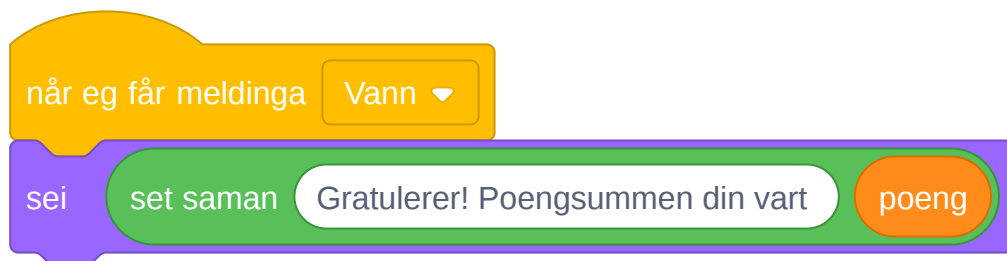 når eg får meldinga Vann
sei set saman Gratulerer! Poengsummen din vart poeng